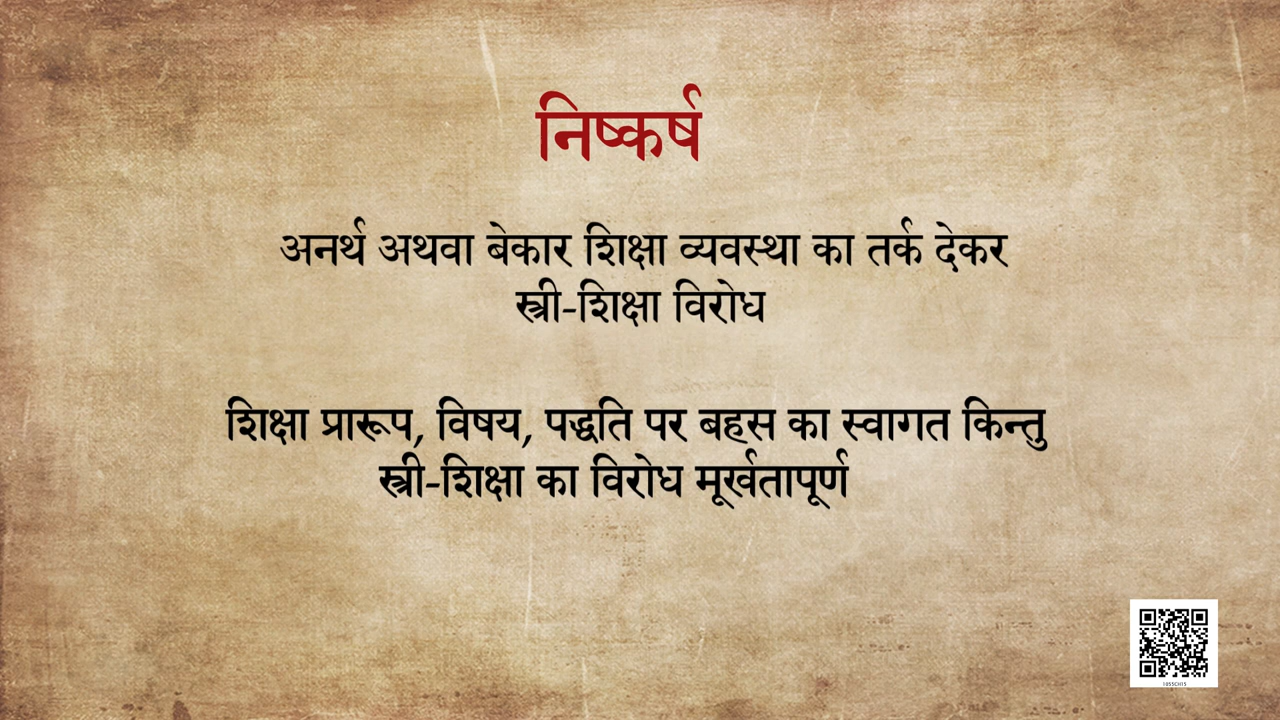 निष्कर्ष
अनर्थ अथवा बेकार शिक्षा व्यवस्था का तर्क देकर
स्त्री-शिक्षा विरोध
शिक्षा प्रारूप, विषय, पद्धति पर बहस का स्वागत किन्तु
स्त्री-शिक्षा का विरोध मूर्खतापूर्ण